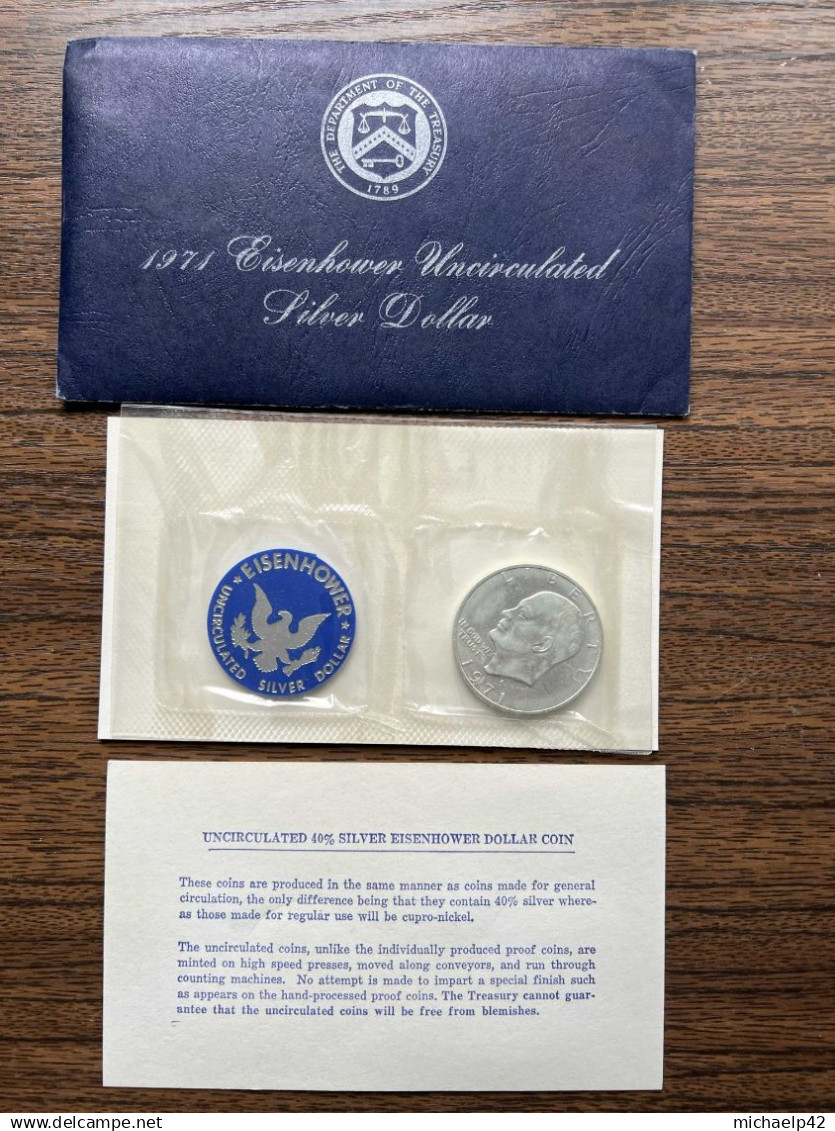 THE DEPARTMENT OF THE TREASURY
1789
1971 Eisenhower Uncirculated
Silver Dollar
EISENHOWER
UNCIRCULATED SILVER DOLLAR
LIBERTY
IN GOD WE
TRUST
1971
UNCIRCULATED 40% SILVER EISENHOWER DOLLAR COIN
These coins are produced in the same manner as coins made for general
circulation, the only difference being that they contain 40% silver where-
as those made for regular use will be cupro-nickel.
The uncirculated coins, unlike the individually produced proof coins, are
minted on high speed presses, moved along conveyors, and run through
counting machines. No attempt is made to impart a special finish such
as appears on the hand-processed proof coins. The Treasury cannot guar-
antee that the uncirculated coins will be free from blemishes.
michaelp42